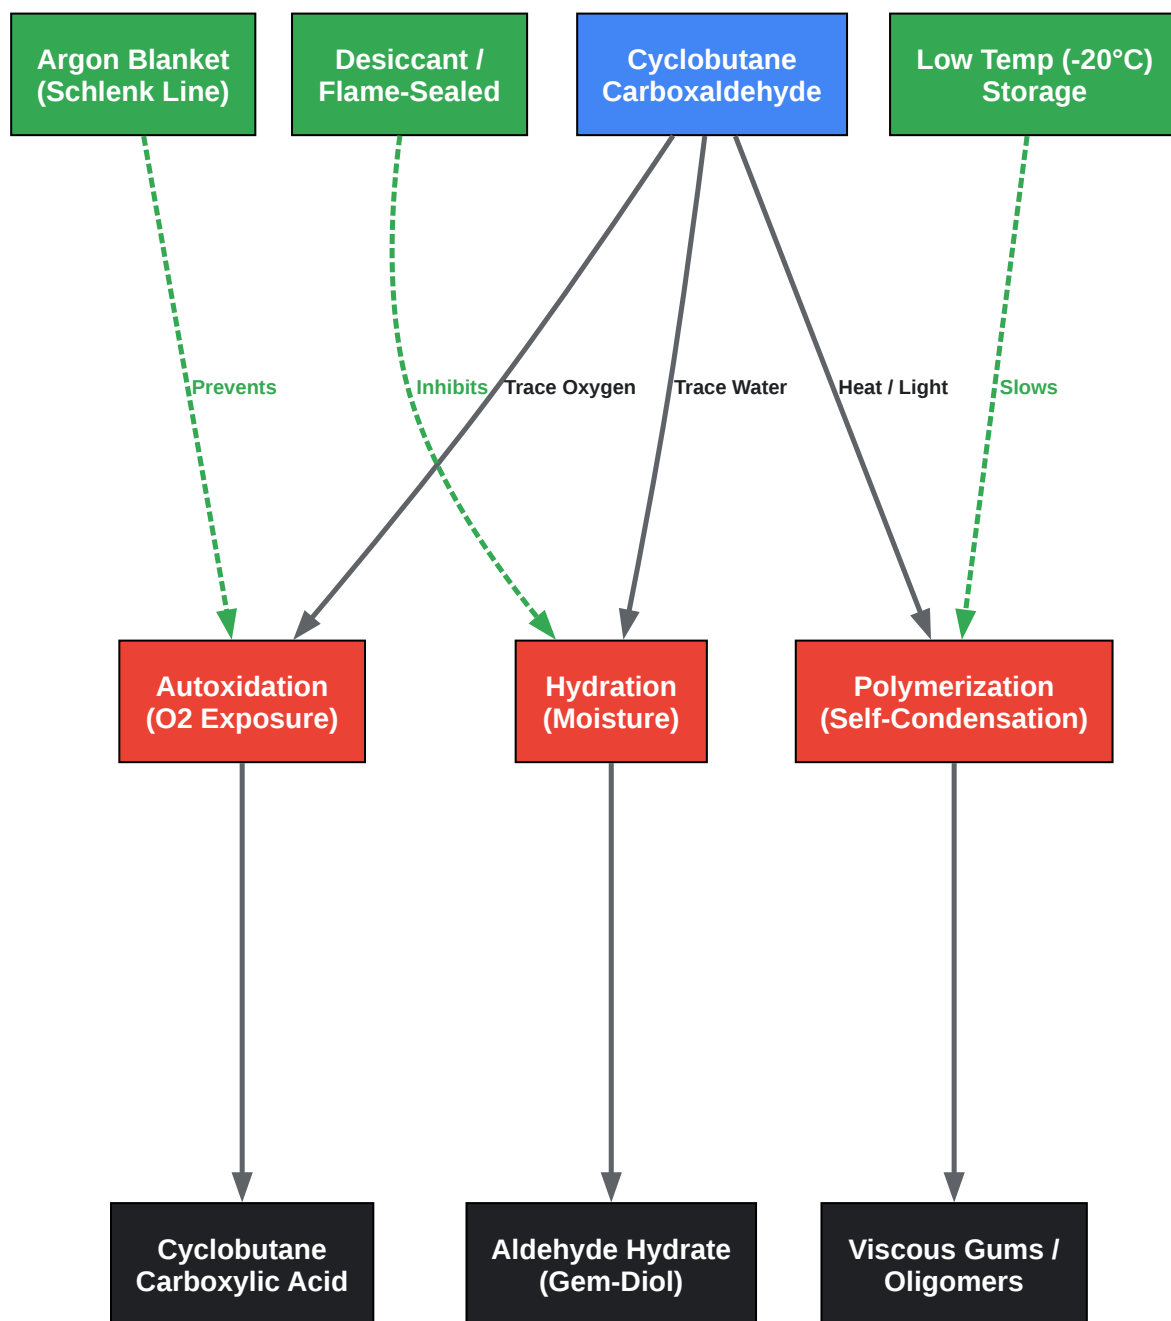 Argon Blanket
(Schlenk Line)
Desiccant /
Flame-Sealed
Cyclobutane
Carboxaldehyde
Low Temp (-20°C)
Storage
Prevents
Inhibits
Trace Oxygen
Trace Water
Heat / Light
Slows
Autoxidation
(O2 Exposure)
Hydration
(Moisture)
Polymerization
(Self-Condensation)
Cyclobutane
Carboxylic Acid
Aldehyde Hydrate
(Gem-Diol)
Viscous Gums /
Oligomers